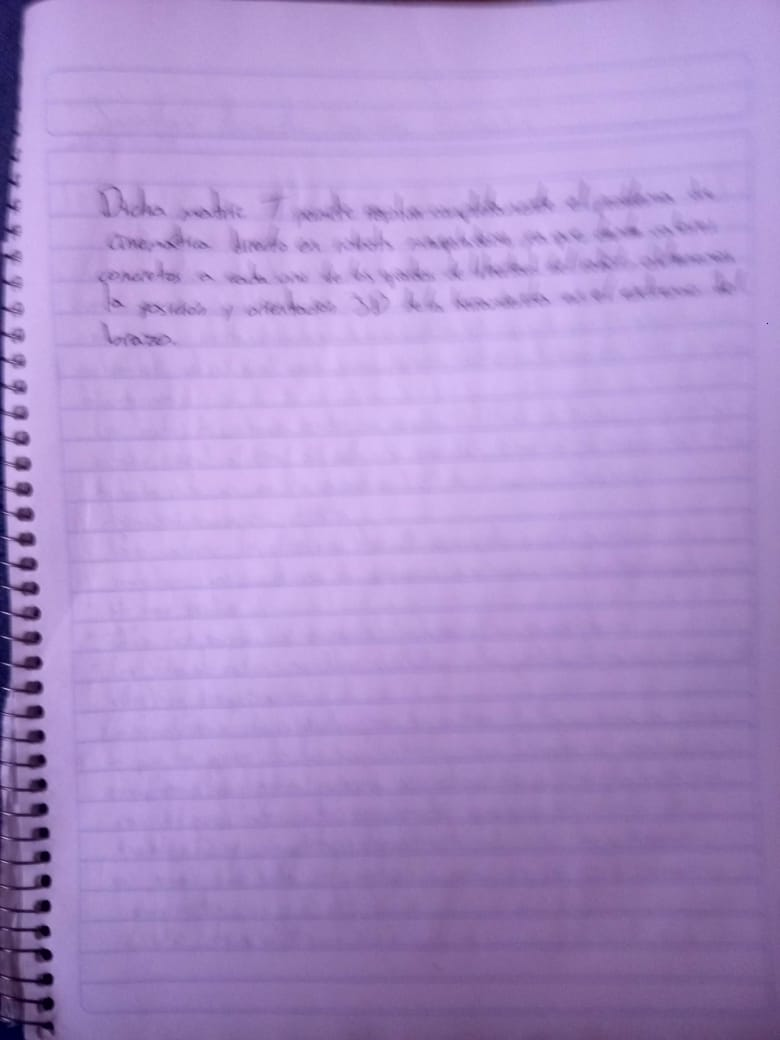 Dicha matriz T permite resolver completamente el problema de
cinemática directo en robots manipuladores, ya que dando valores
concretos a cada uno de los grados de libertad del robot, obtenemos
la posición y orientación 3D de la herramienta en el extremo del
brazo.